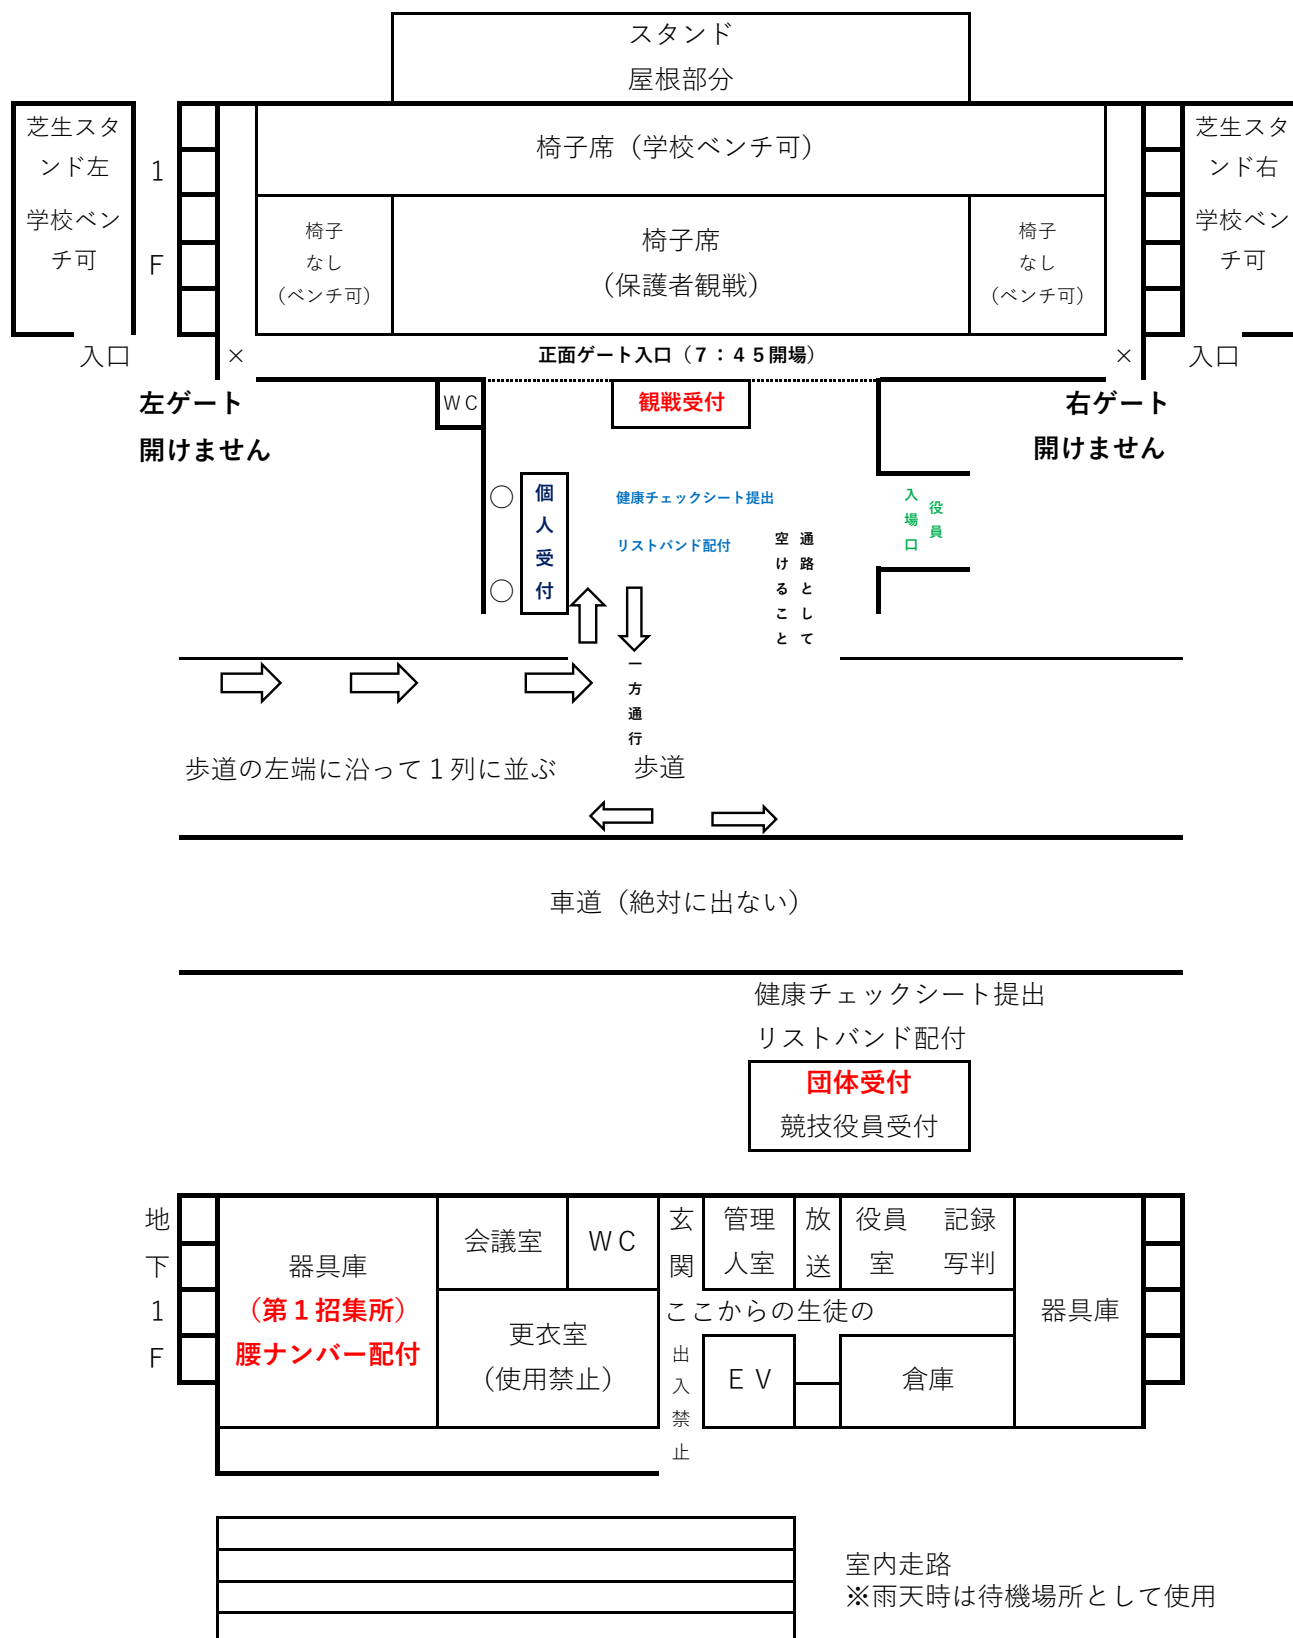 スタンド
屋根部分
芝生スタ
ンド左
学校ベン
チ可
1
F
椅子席（学校ベンチ可）
芝生スタ
ンド右
学校ベン
チ可
椅子
なし
（ベンチ可）
椅子席
（保護者観戦）
椅子
なし
（ベンチ可）
入口
×
正面ゲート入口（７：４５開場）
×
入口
左ゲート
開けません
ＷＣ
観戦受付
右ゲート
開けません
○
○
個人受付
健康チェックシート提出
リストバンド配付
通路として
空けること
役員
入場口
一方通行
歩道の左端に沿って１列に並ぶ
歩道
車道（絶対に出ない）
健康チェックシート提出
リストバンド配付
団体受付
競技役員受付
地下1F
器具庫
（第１招集所）
腰ナンバー配付
会議室
ＷＣ
玄関
管理
人室
放送
役員
室
記録
写判
器具庫
更衣室
（使用禁止）
ここからの生徒の
出入禁止
ＥＶ
倉庫
室内走路
※雨天時は待機場所として使用